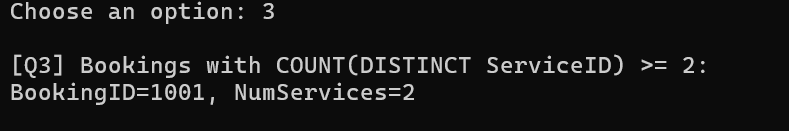 Choose an option: 3
[Q3] Bookings with COUNT(DISTINCT ServiceID) >= 2:
BookingID=1001, NumServices=2